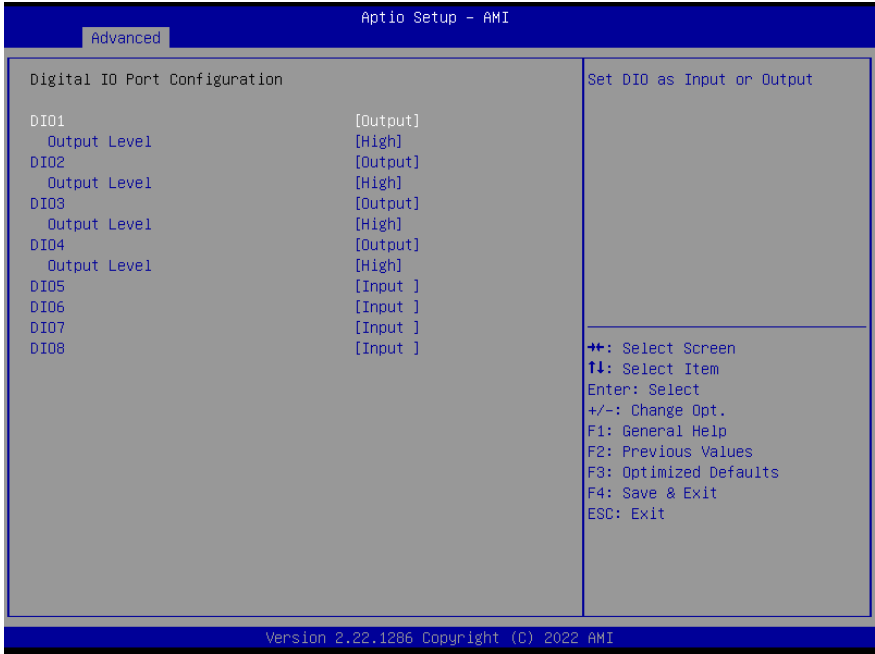 Aptio Setup – AMI
Advanced
Digital IO Port Configuration
DIO1 [Output]
Output Level [High]
DIO2 [Output]
Output Level [High]
DIO3 [Output]
Output Level [High]
DIO4 [Output]
Output Level [High]
DIO5 [Input ]
DIO6 [Input ]
DIO7 [Input ]
DIO8 [Input ]
Set DIO as Input or Output
→←: Select Screen
↑↓: Select Item
Enter: Select
+/-: Change Opt.
F1: General Help
F2: Previous Values
F3: Optimized Defaults
F4: Save & Exit
ESC: Exit
Version 2.22.1286 Copyright (C) 2022 AMI